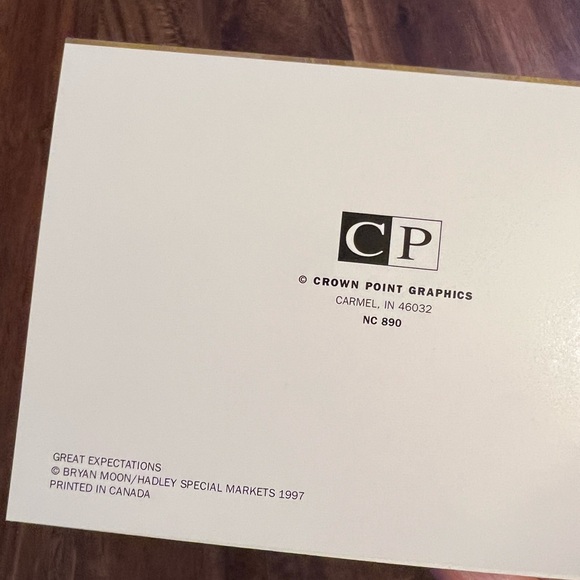 CP
© CROWN POINT GRAPHICS
CARMEL, IN 46032
NC 890
GREAT EXPECTATIONS
© BRYAN MOON/HADLEY SPECIAL MARKETS 1997
PRINTED IN CANADA